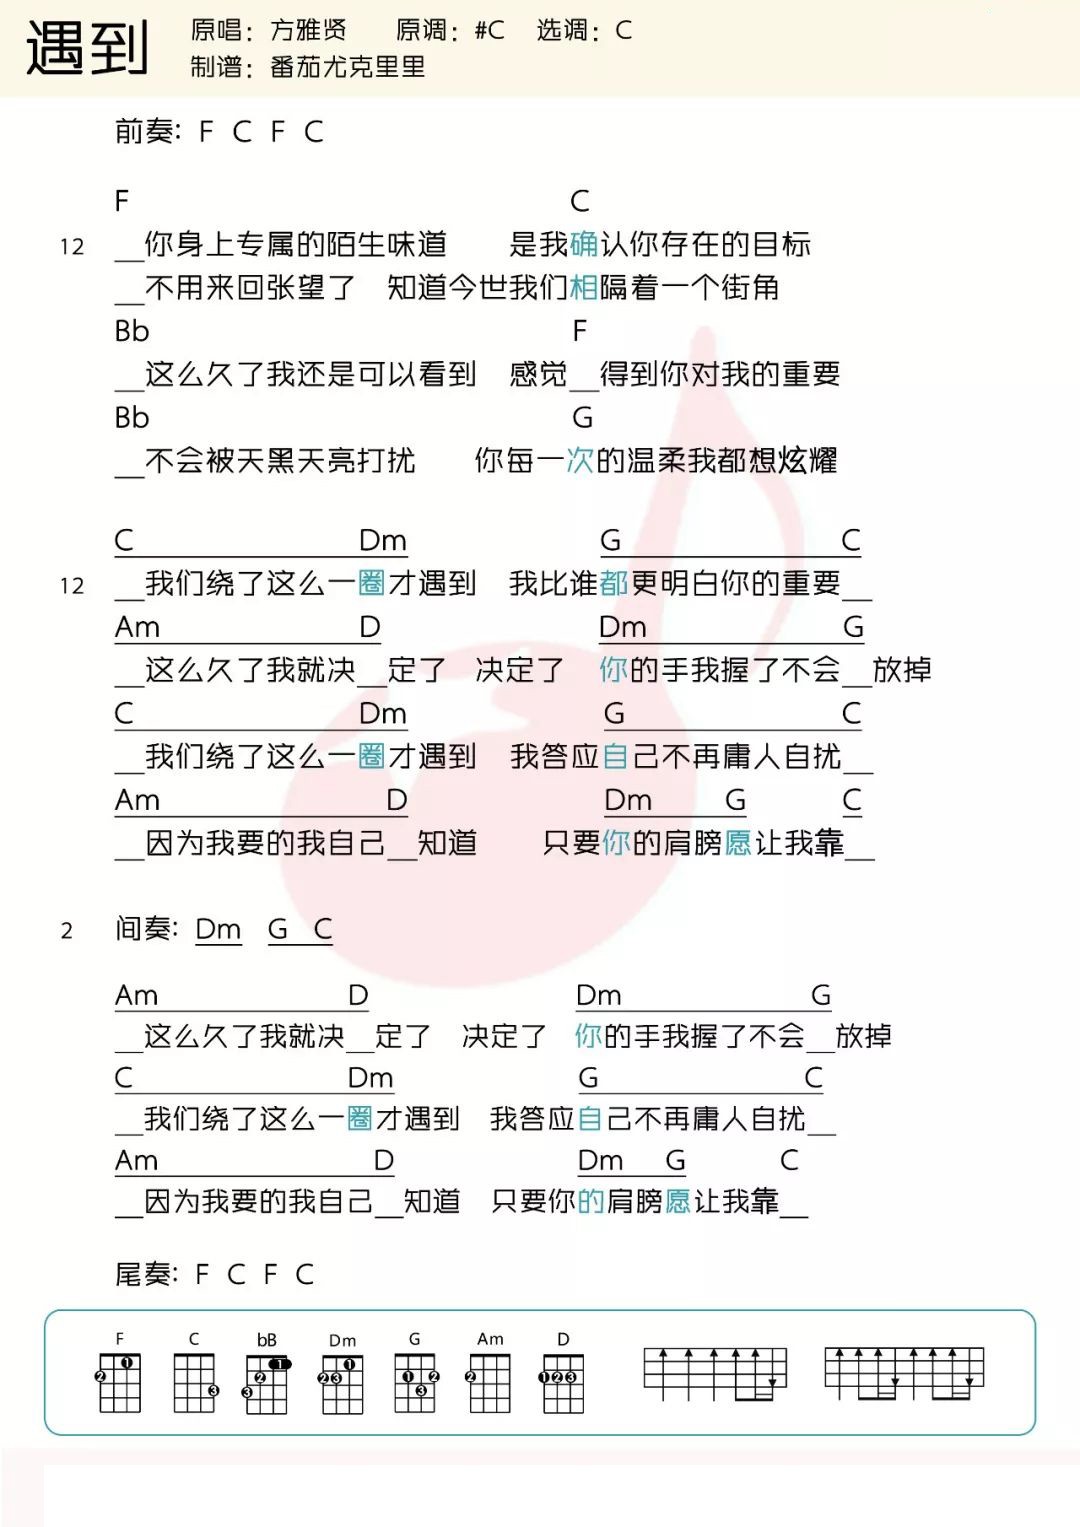 遇到
原唱：方雅贤 原调：#C 选调：C
制谱：番茄尤克里里
前奏: F C F C
F C
12 __你身上专属的陌生味道 是我确认你存在的目标
__不用来回张望了 知道今世我们相隔着一个街角
Bb F
__这么久了我还是可以看到 感觉__得到你对我的重要
Bb G
__不会被天黑天亮打扰 你每一次的温柔我都想炫耀
C Dm G C
12 __我们绕了这么一圈才遇到 我比谁都更明白你的重要__
Am D Dm G
__这么久了我就决__定了 决定了 你的手我握了不会__放掉
C Dm G C
__我们绕了这么一圈才遇到 我答应自己不再庸人自扰__
Am D Dm G C
__因为我要的我自己__知道 只要你的肩膀愿让我靠__
2 间奏: Dm G C
Am D Dm G
__这么久了我就决__定了 决定了 你的手我握了不会__放掉
C Dm G C
__我们绕了这么一圈才遇到 我答应自己不再庸人自扰__
Am D Dm G C
__因为我要的我自己__知道 只要你的肩膀愿让我靠__
尾奏: F C F C
F C bB Dm G Am D
1 2 3 1 2 3 1 2 3 1 2 3 2 1 2 3